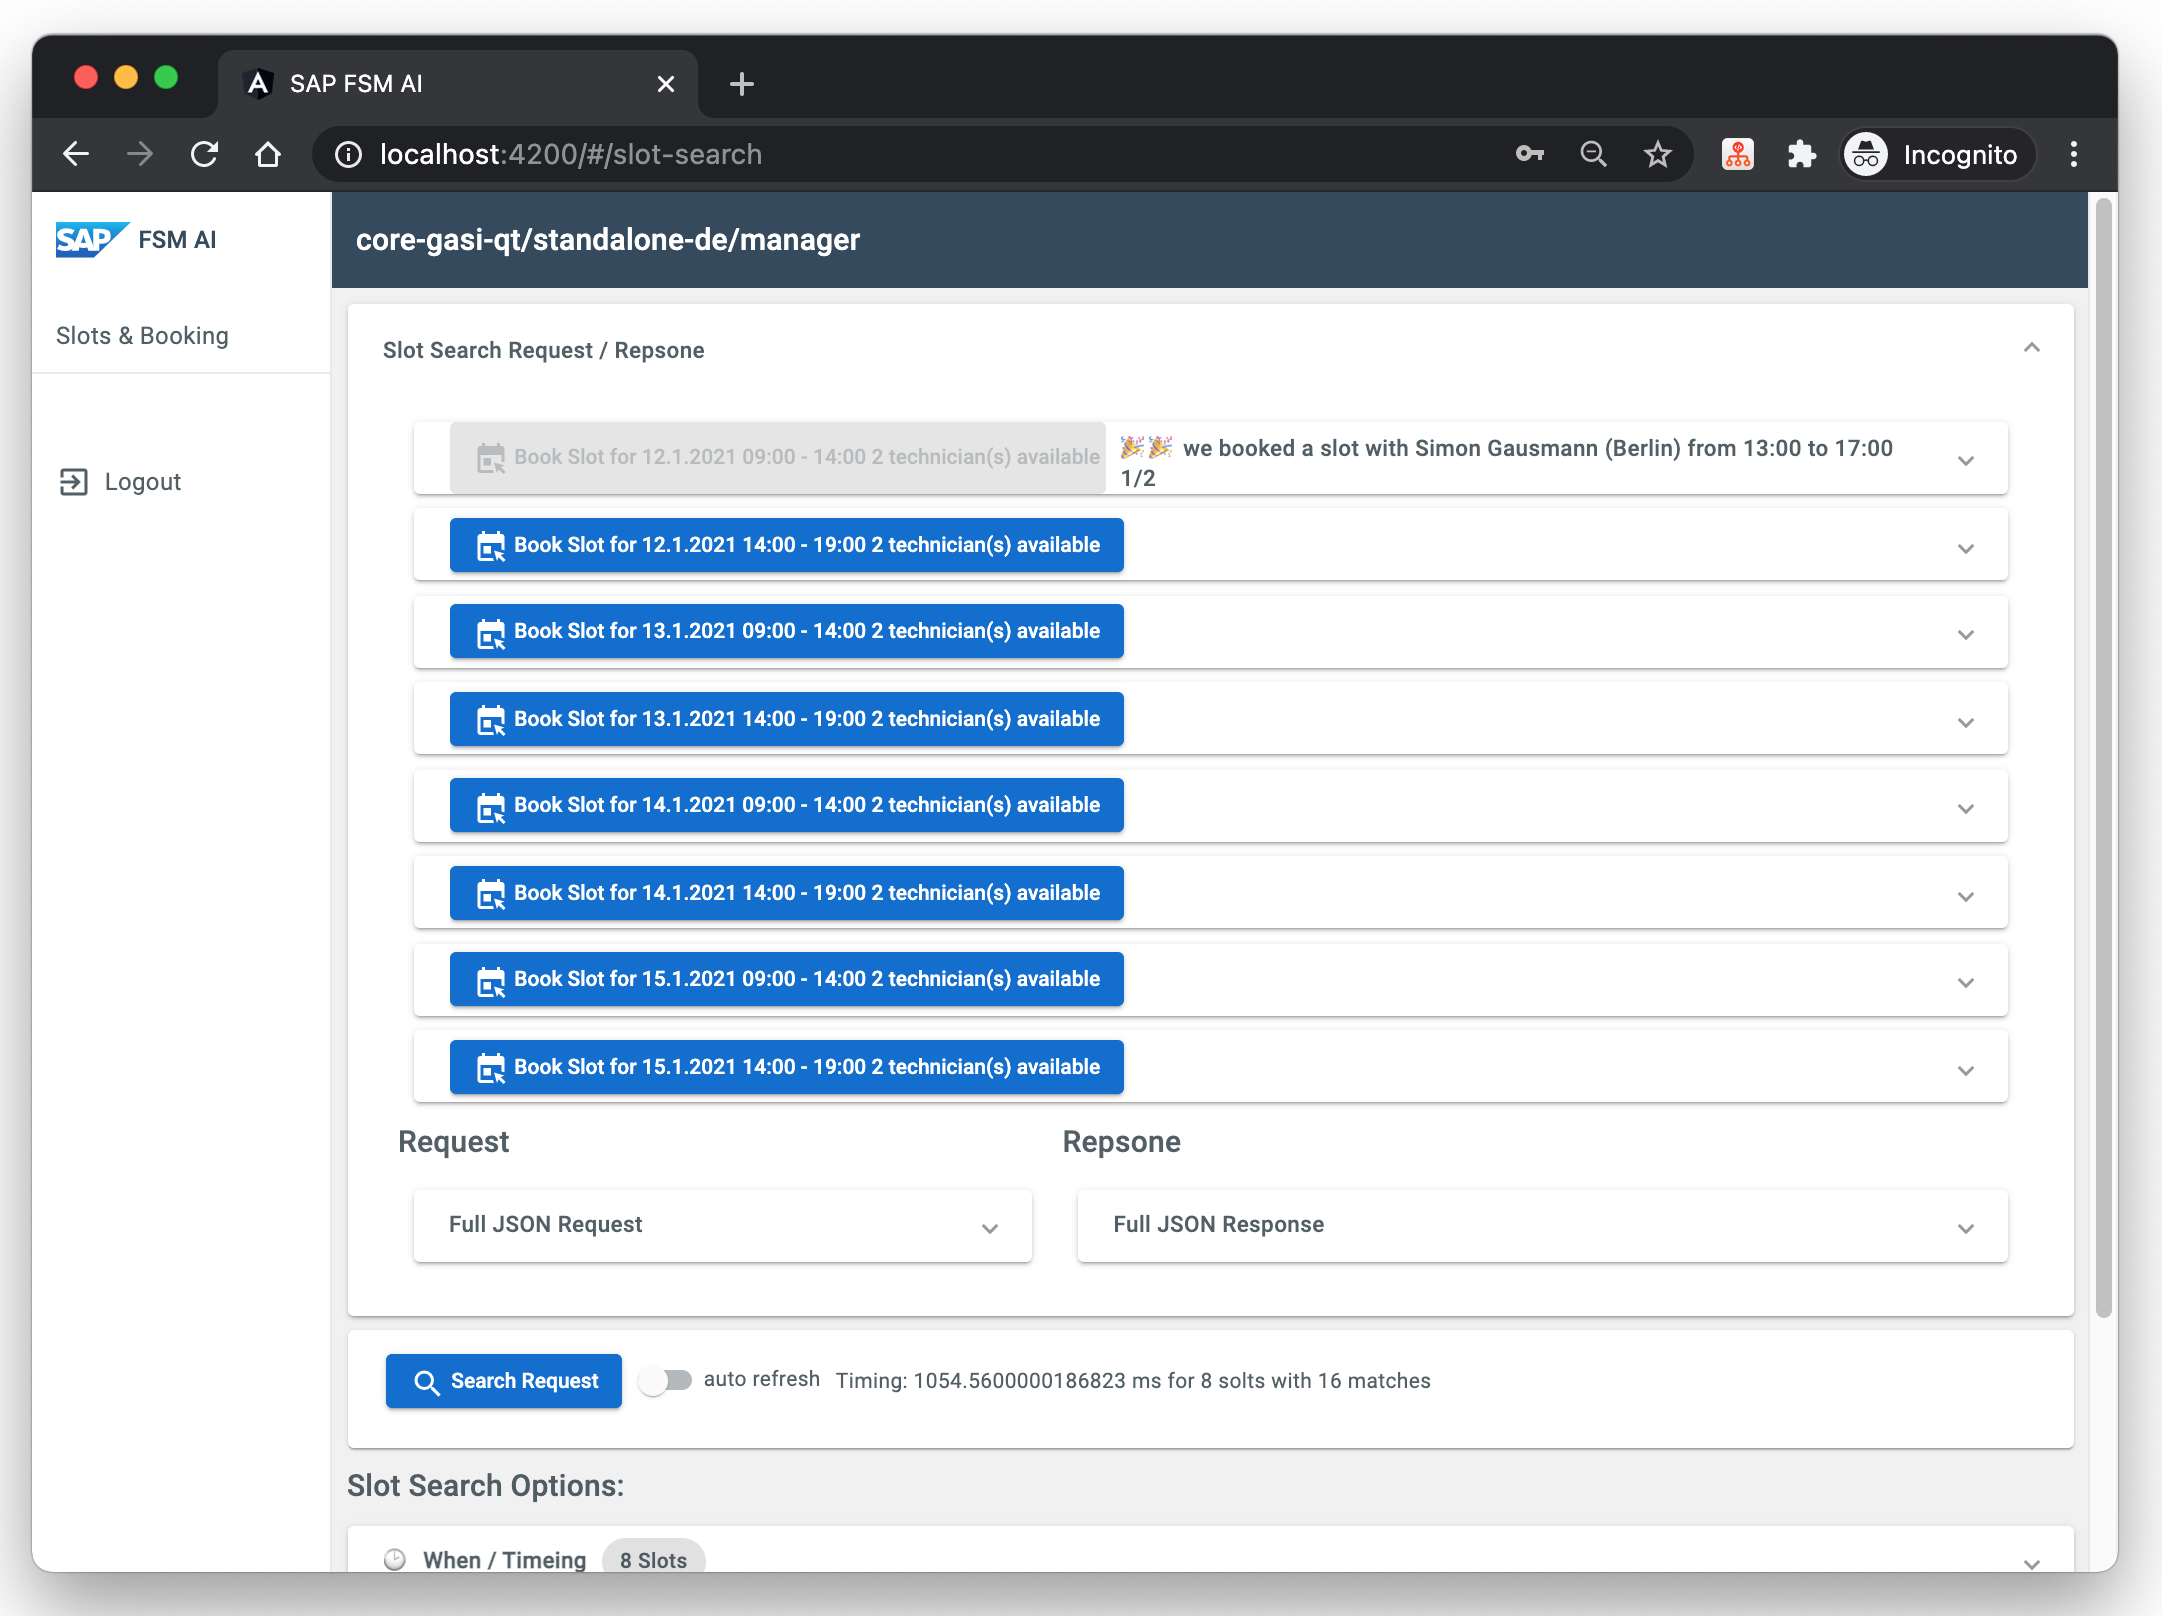 SAP FSM AI
localhost:4200/#/slot-search
Incognito
SAP FSM AI
core-gasi-qt/standalone-de/manager
Slots & Booking
Logout
Slot Search Request / Repsone
Book Slot for 12.1.2021 09:00 - 14:00 2 technician(s) available
🎉🎉 we booked a slot with Simon Gausmann (Berlin) from 13:00 to 17:00
1/2
Book Slot for 12.1.2021 14:00 - 19:00 2 technician(s) available
Book Slot for 13.1.2021 09:00 - 14:00 2 technician(s) available
Book Slot for 13.1.2021 14:00 - 19:00 2 technician(s) available
Book Slot for 14.1.2021 09:00 - 14:00 2 technician(s) available
Book Slot for 14.1.2021 14:00 - 19:00 2 technician(s) available
Book Slot for 15.1.2021 09:00 - 14:00 2 technician(s) available
Book Slot for 15.1.2021 14:00 - 19:00 2 technician(s) available
Request
Repsone
Full JSON Request
Full JSON Response
Search Request
auto refresh
Timing: 1054.5600000186823 ms for 8 solts with 16 matches
Slot Search Options:
When / Timeing
8 Slots